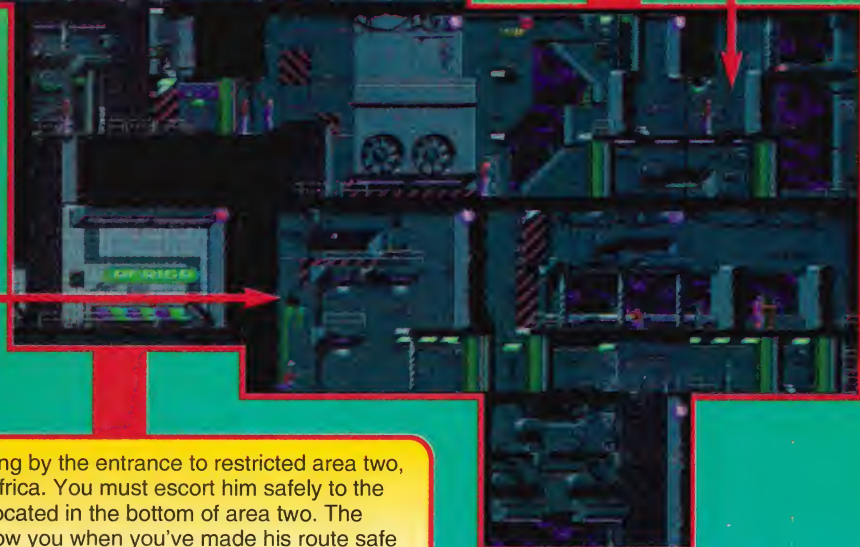 ng by the entrance to restricted area two,
frica. You must escort him safely to the
ocated in the bottom of area two. The
ow you when you've made his route safe